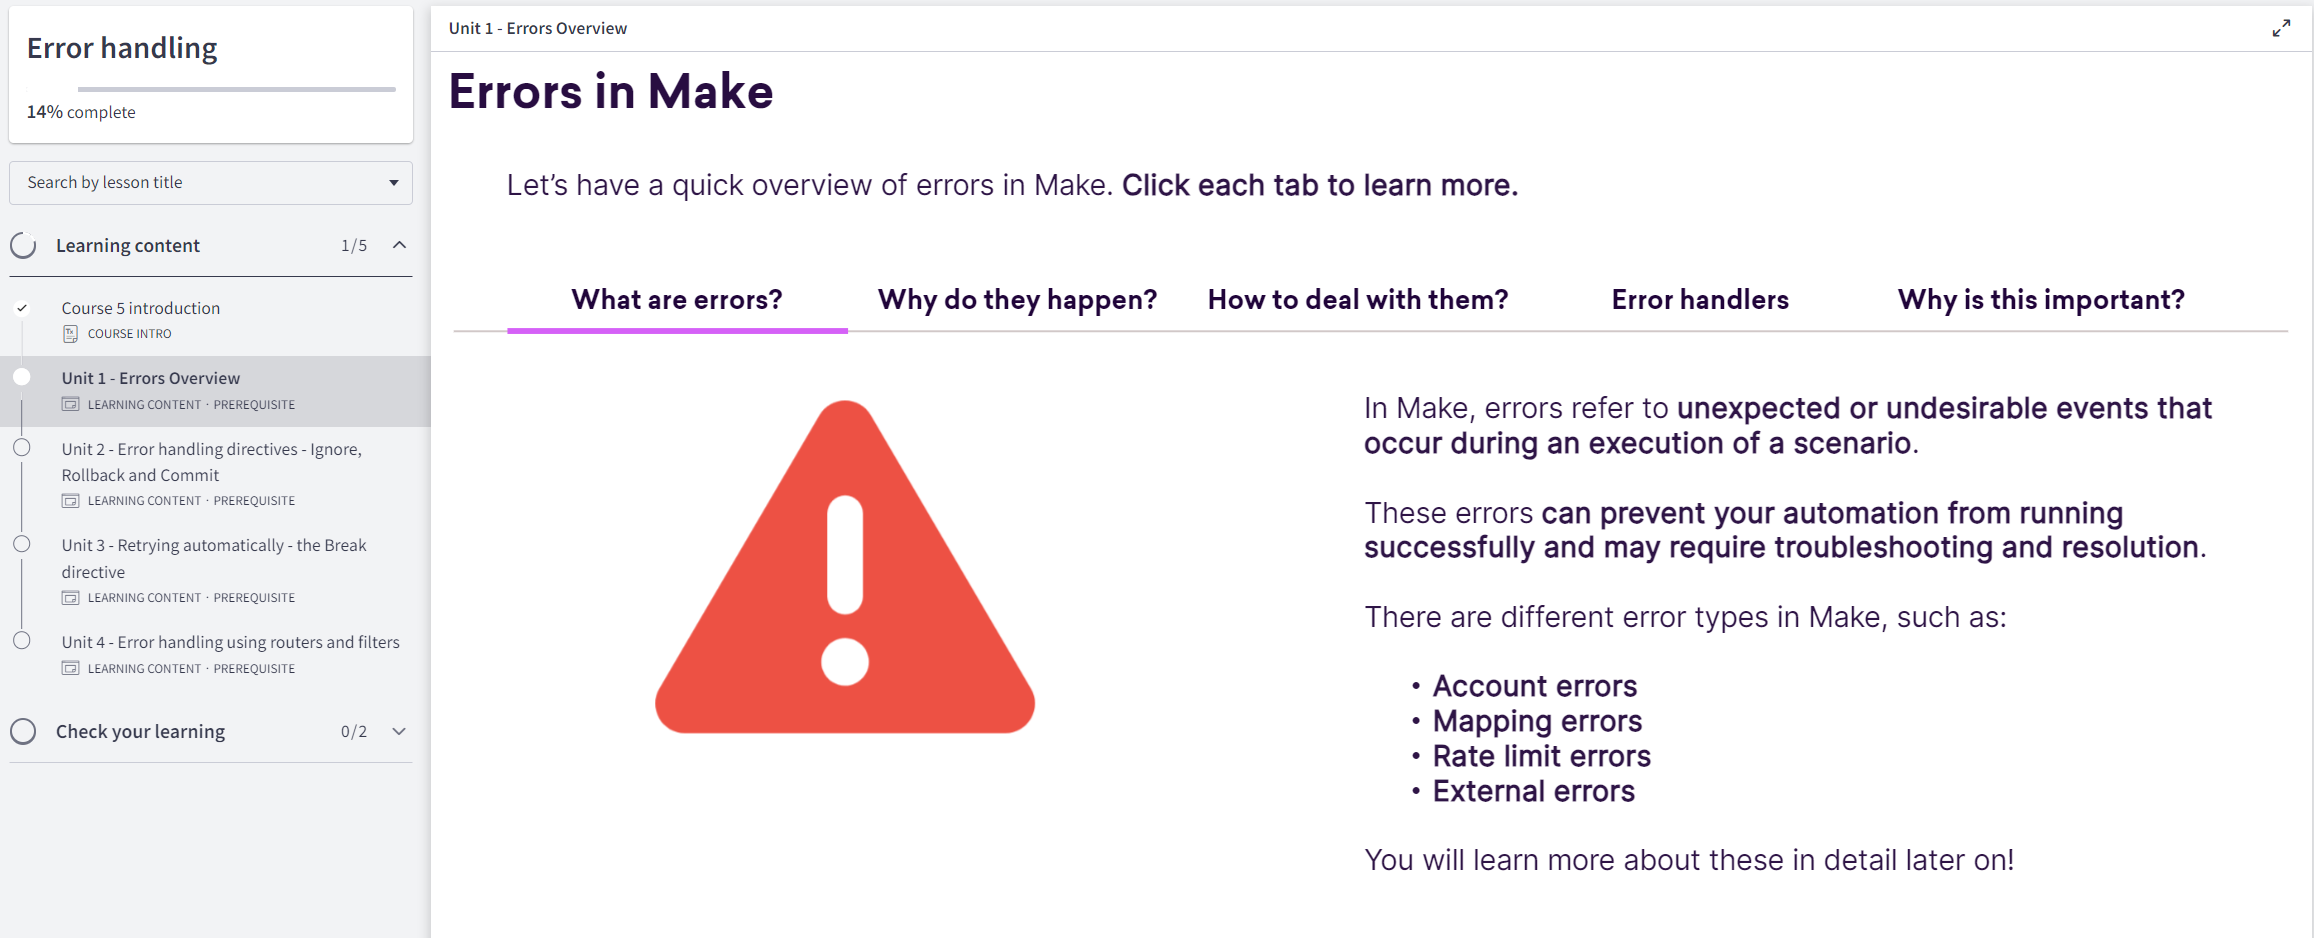 Error handling
14% complete
Search by lesson title
Learning content 1/5
Course 5 introduction
COURSE INTRO
Unit 1 - Errors Overview
LEARNING CONTENT · PREREQUISITE
Unit 2 - Error handling directives - Ignore,
Rollback and Commit
LEARNING CONTENT · PREREQUISITE
Unit 3 - Retrying automatically - the Break
directive
LEARNING CONTENT · PREREQUISITE
Unit 4 - Error handling using routers and filters
LEARNING CONTENT · PREREQUISITE
Check your learning 0/2
Unit 1 - Errors Overview
Errors in Make
Let's have a quick overview of errors in Make. Click each tab to learn more.
What are errors? Why do they happen? How to deal with them? Error handlers Why is this important?
In Make, errors refer to unexpected or undesirable events that
occur during an execution of a scenario.
These errors can prevent your automation from running
successfully and may require troubleshooting and resolution.
There are different error types in Make, such as:
• Account errors
• Mapping errors
• Rate limit errors
• External errors
You will learn more about these in detail later on!